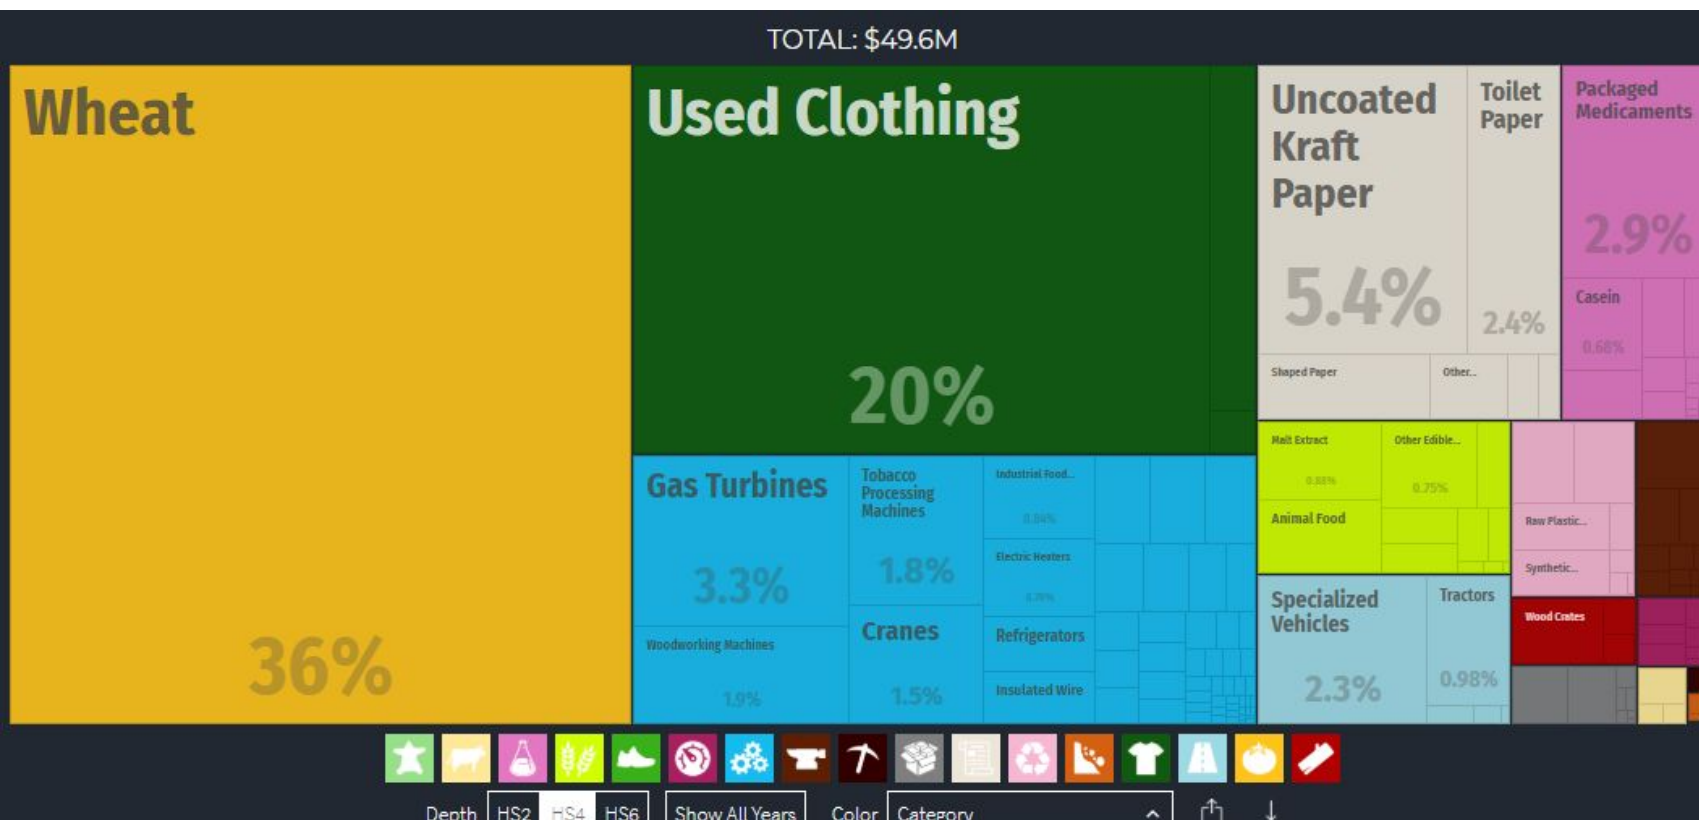 TOTAL: $49.6M
Wheat
36%
Used Clothing
20%
Gas Turbines
3.3%
Tobacco
Processing
Machines
1.8%
Industrial Food...
0.84%
Electric Heaters
Woodworking Machines
1.9%
Cranes
1.5%
Refrigerators
Insulated Wire
Uncoated
Kraft
Paper
5.4%
Toilet
Paper
2.4%
Shaped Paper
Other...
Packaged
Medicaments
2.9%
Casein
0.68%
Malt Extract
0.88%
Other Edible...
0.75%
Animal Food
Raw Plastic...
Synthetic...
Specialized
Vehicles
2.3%
Tractors
0.98%
Wood Crates
Depth HS2 HS4 HS6 Show All Years Color Category